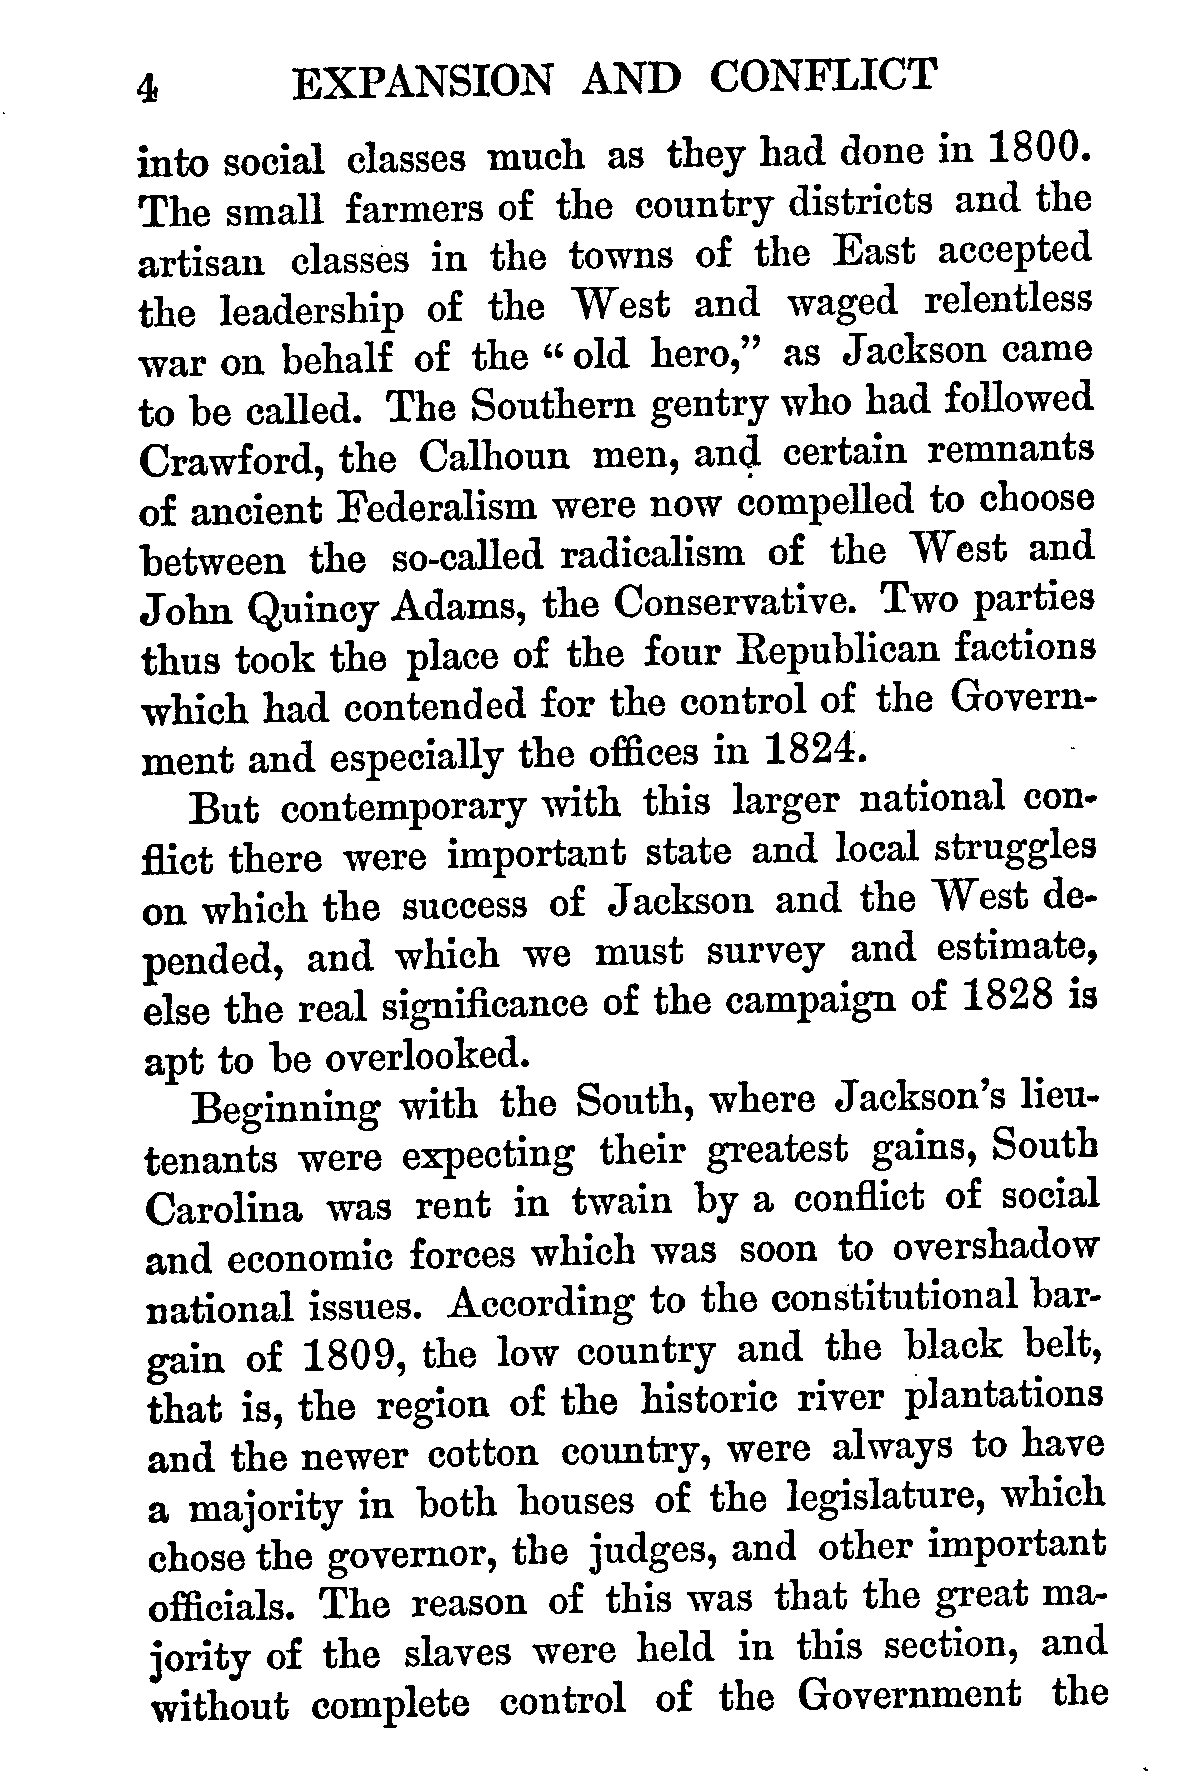 4 EXPANSION AND CONFLICT
into social classes much as they had done in 1800.
The small farmers of the country districts and the
artisan classes in the towns of the East accepted
the leadership of the West and waged relentless
war on behalf of the “ old hero,” as Jackson came
to be called. The Southern gentry who had followed
Crawford, the Calhoun men, and certain remnants
of ancient Federalism were now compelled to choose
between the so-called radicalism of the West and
John Quincy Adams, the Conservative. Two parties
thus took the place of the four Republican factions
which had contended for the control of the Govern-
ment and especially the offices in 1824.
But contemporary with this larger national con-
flict there were important state and local struggles
on which the success of Jackson and the West de-
pended, and which we must survey and estimate,
else the real significance of the campaign of 1828 is
apt to be overlooked.
Beginning with the South, where Jackson’s lieu-
tenants were expecting their greatest gains, South
Carolina was rent in twain by a conflict of social
and economic forces which was soon to overshadow
national issues. According to the constitutional bar-
gain of 1809, the low country and the black belt,
that is, the region of the historic river plantations
and the newer cotton country, were always to have
a majority in both houses of the legislature, which
chose the governor, the judges, and other important
officials. The reason of this was that the great ma-
jority of the slaves were held in this section, and
without complete control of the Government the